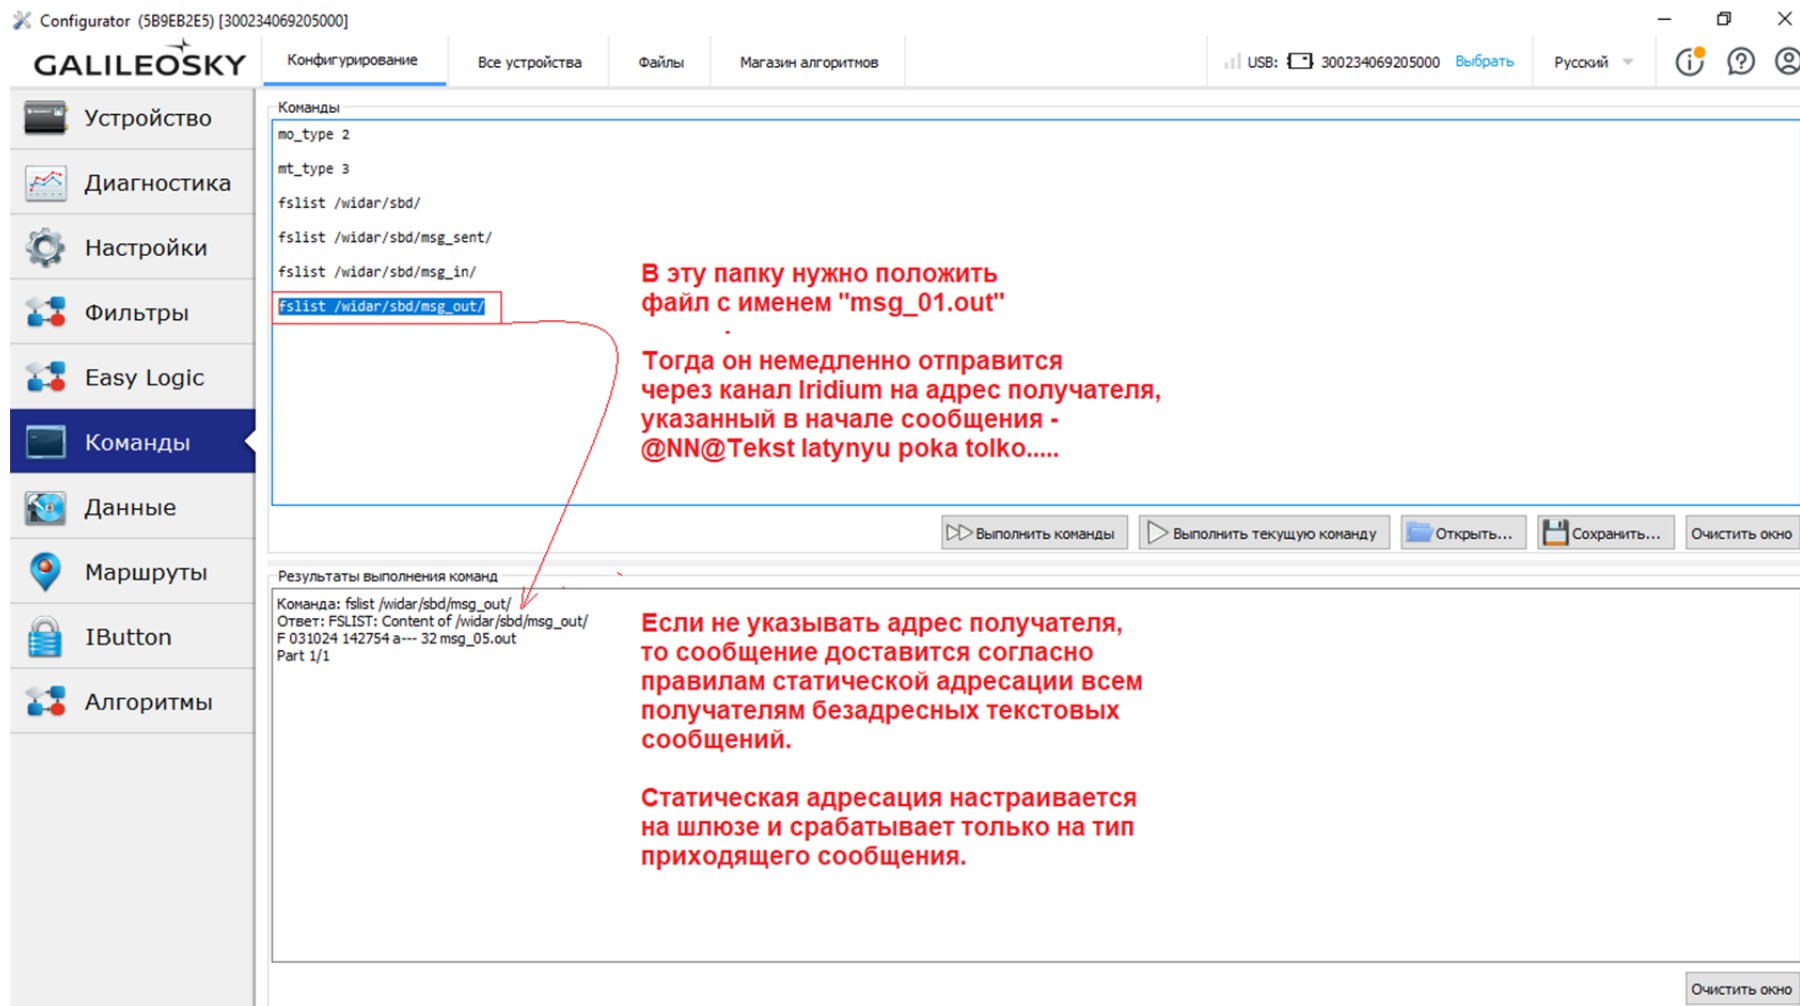 Configurator (5B9EB2E5) [300234069205000]
GALILEOSKY
Конфигурирование
Все устройства
Файлы
Магазин алгоритмов
USB: 300234069205000 Выбрать
Русский
Устройство
Диагностика
Настройки
Фильтры
Easy Logic
Команды
Данные
Маршруты
IButton
Алгоритмы
Команды
mo_type 2
mt_type 3
fslist /widar/sbd/
fslist /widar/sbd/msg_sent/
fslist /widar/sbd/msg_in/
fslist /widar/sbd/msg_out/
В эту папку нужно положить
файл с именем "msg_01.out"
Тогда он немедленно отправится
через канал Iridium на адрес получателя,
указанный в начале сообщения -
@NN@Tekst latynyu poka tolko.....
Выполнить команды
Выполнить текущую команду
Открыть...
Сохранить...
Очистить окно
Результаты выполнения команд
Команда: fslist /widar/sbd/msg_out/
Ответ: FSLIST: Content of /widar/sbd/msg_out/
F 031024 142754 a--- 32 msg_05.out
Part 1/1
Если не указывать адрес получателя,
то сообщение доставится согласно
правилам статической адресации всем
получателям безадресных текстовых
сообщений.
Статическая адресация настраивается
на шлюзе и срабатывает только на тип
приходящего сообщения.
Очистить окно